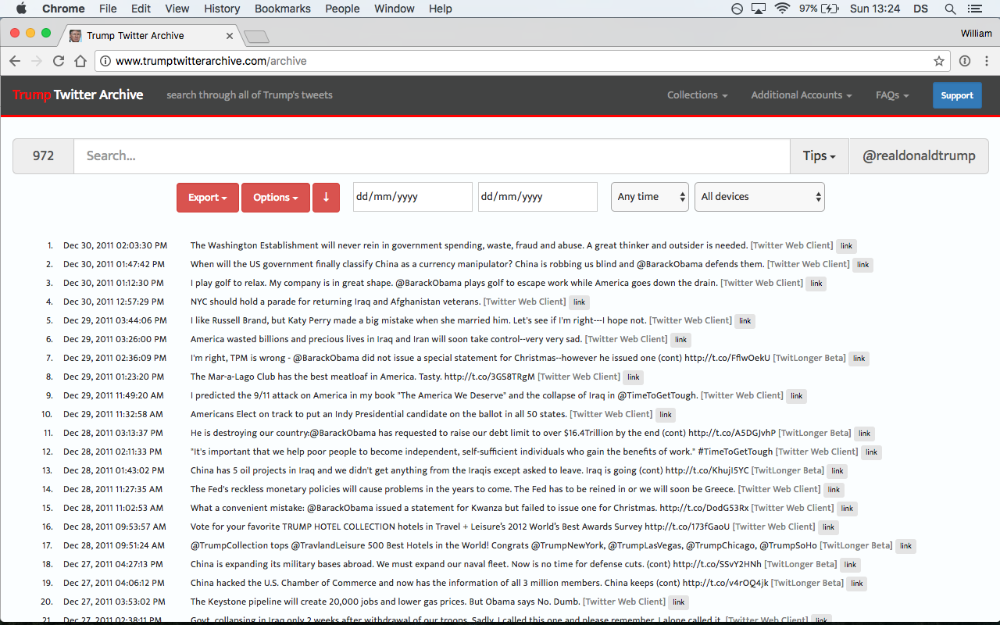 Chrome File Edit View History Bookmarks People Window Help 97% Sun 13:24 DS
Trump Twitter Archive William
www.trumptwitterarchive.com/archive
Trump Twitter Archive search through all of Trump's tweets Collections Additional Accounts FAQs Support
972 Search... Tips @realdonaldtrump
Export Options ↓ dd/mm/yyyy dd/mm/yyyy Any time All devices
1. Dec 30, 2011 02:03:30 PM The Washington Establishment will never rein in government spending, waste, fraud and abuse. A great thinker and outsider is needed. [Twitter Web Client] link
2. Dec 30, 2011 01:47:42 PM When will the US government finally classify China as a currency manipulator? China is robbing us blind and @BarackObama defends them. [Twitter Web Client] link
3. Dec 30, 2011 01:12:30 PM I play golf to relax. My company is in great shape. @BarackObama plays golf to escape work while America goes down the drain. [Twitter Web Client] link
4. Dec 30, 2011 12:57:29 PM NYC should hold a parade for returning Iraq and Afghanistan veterans. [Twitter Web Client] link
5. Dec 29, 2011 03:44:06 PM I like Russell Brand, but Katy Perry made a big mistake when she married him. Let's see if I'm right---I hope not. [Twitter Web Client] link
6. Dec 29, 2011 03:26:00 PM America wasted billions and precious lives in Iraq and Iran will soon take control--very very sad. [Twitter Web Client] link
7. Dec 29, 2011 02:36:09 PM I'm right, TPM is wrong - @BarackObama did not issue a special statement for Christmas--however he issued one (cont) http://t.co/FflwOekU [TwitLonger Beta] link
8. Dec 29, 2011 01:23:20 PM The Mar-a-Lago Club has the best meatloaf in America. Tasty. http://t.co/3GS8TRgM [Twitter Web Client] link
9. Dec 29, 2011 11:49:20 AM I predicted the 9/11 attack on America in my book "The America We Deserve" and the collapse of Iraq in @TimeToGetTough. [Twitter Web Client] link
10. Dec 29, 2011 11:32:58 AM Americans Elect on track to put an Indy Presidential candidate on the ballot in all 50 states. [Twitter Web Client] link
11. Dec 28, 2011 03:13:37 PM He is destroying our country:@BarackObama has requested to raise our debt limit to over $16.4Trillion by the end (cont) http://t.co/A5DGJvhP [TwitLonger Beta] link
12. Dec 28, 2011 02:11:33 PM "It's important that we help poor people to become independent, self-sufficient individuals who gain the benefits of work." #TimeToGetTough [Twitter Web Client] link
13. Dec 28, 2011 01:43:02 PM China has 5 oil projects in Iraq and we didn't get anything from the Iraqis except asked to leave. Iraq is going (cont) http://t.co/KhujI5YC [TwitLonger Beta] link
14. Dec 28, 2011 11:27:35 AM The Fed's reckless monetary policies will cause problems in the years to come. The Fed has to be reined in or we will soon be Greece. [Twitter Web Client] link
15. Dec 28, 2011 11:02:53 AM What a convenient mistake: @BarackObama issued a statement for Kwanza but failed to issue one for Christmas. http://t.co/DodG53Rx [Twitter Web Client] link
16. Dec 28, 2011 09:53:57 AM Vote for your favorite TRUMP HOTEL COLLECTION hotels in Travel + Leisure's 2012 World's Best Awards Survey http://t.co/173fGaoU [Twitter Web Client] link
17. Dec 28, 2011 09:51:24 AM @TrumpCollection tops @TravlandLeisure 500 Best Hotels in the World! Congrats @TrumpNewYork, @TrumpLasVegas, @TrumpChicago, @TrumpSoHo [TwitLonger Beta] link
18. Dec 27, 2011 04:27:13 PM China is expanding its military bases abroad. We must expand our naval fleet. Now is no time for defense cuts. (cont) http://t.co/SSvY2HNh [TwitLonger Beta] link
19. Dec 27, 2011 04:06:12 PM China hacked the U.S. Chamber of Commerce and now has the information of all 3 million members. China keeps (cont) http://t.co/v4rOQ4jk [TwitLonger Beta] link
20. Dec 27, 2011 03:53:02 PM The Keystone pipeline will create 20,000 jobs and lower gas prices. But Obama says No. Dumb. [Twitter Web Client] link
21. Dec 27, 2011 02:38:11 PM Govt. collapsing in Iraq only 2 weeks after withdrawal of our troops. Sadly, I called this one and please remember, I alone called it. [Twitter Web Client] link